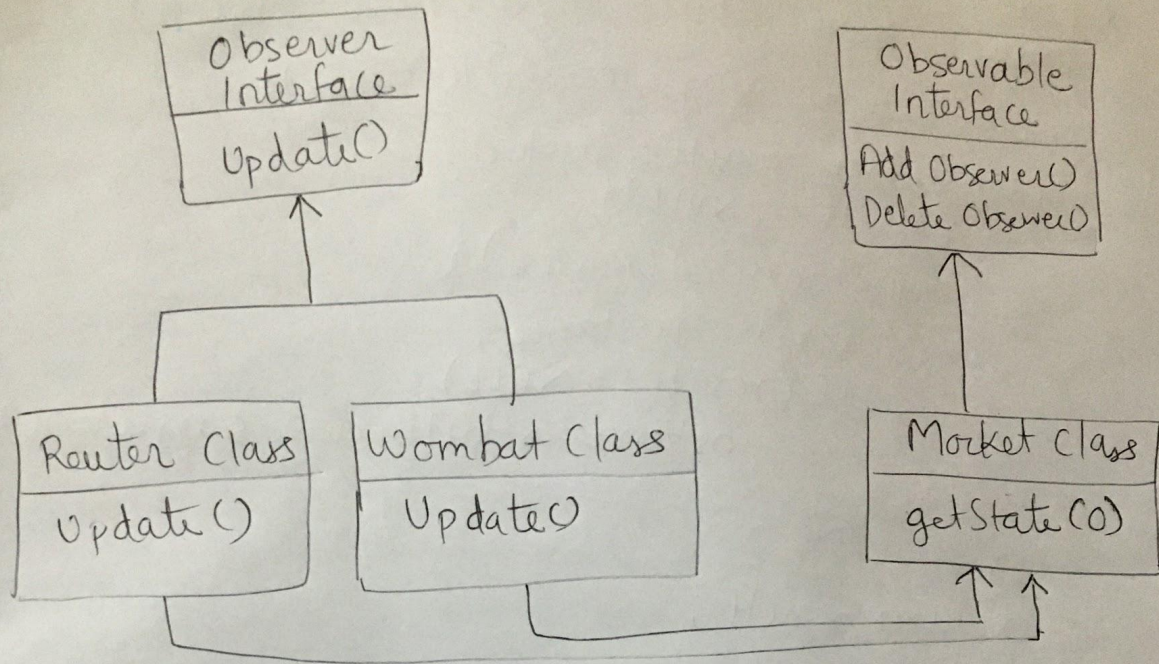 Observer
Interface
Update()
Observable
Interface
Add Observer()
Delete Observer()
Router Class
Update()
Wombat Class
Update()
Market Class
getState()